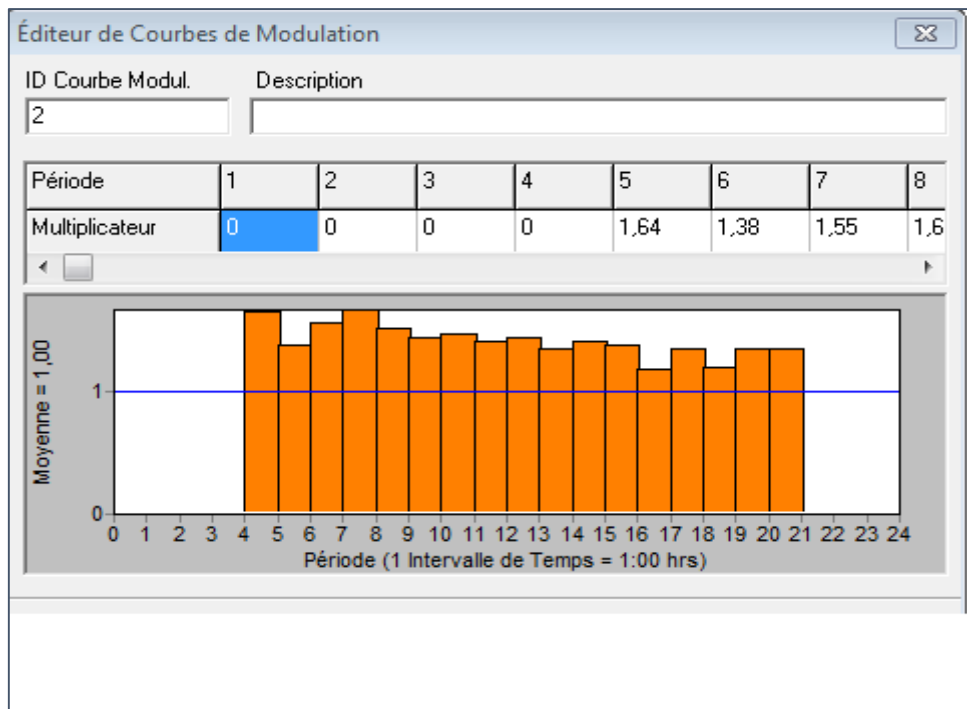 Éditeur de Courbes de Modulation
ID Courbe Modul. Description
2
Période 1 2 3 4 5 6 7 8
Multiplicateur 0 0 0 0 1,64 1,38 1,55 1,6
Moyenne = 1,00
1
0
0 1 2 3 4 5 6 7 8 9 10 11 12 13 14 15 16 17 18 19 20 21 22 23 24
Période (1 Intervalle de Temps = 1:00 hrs)